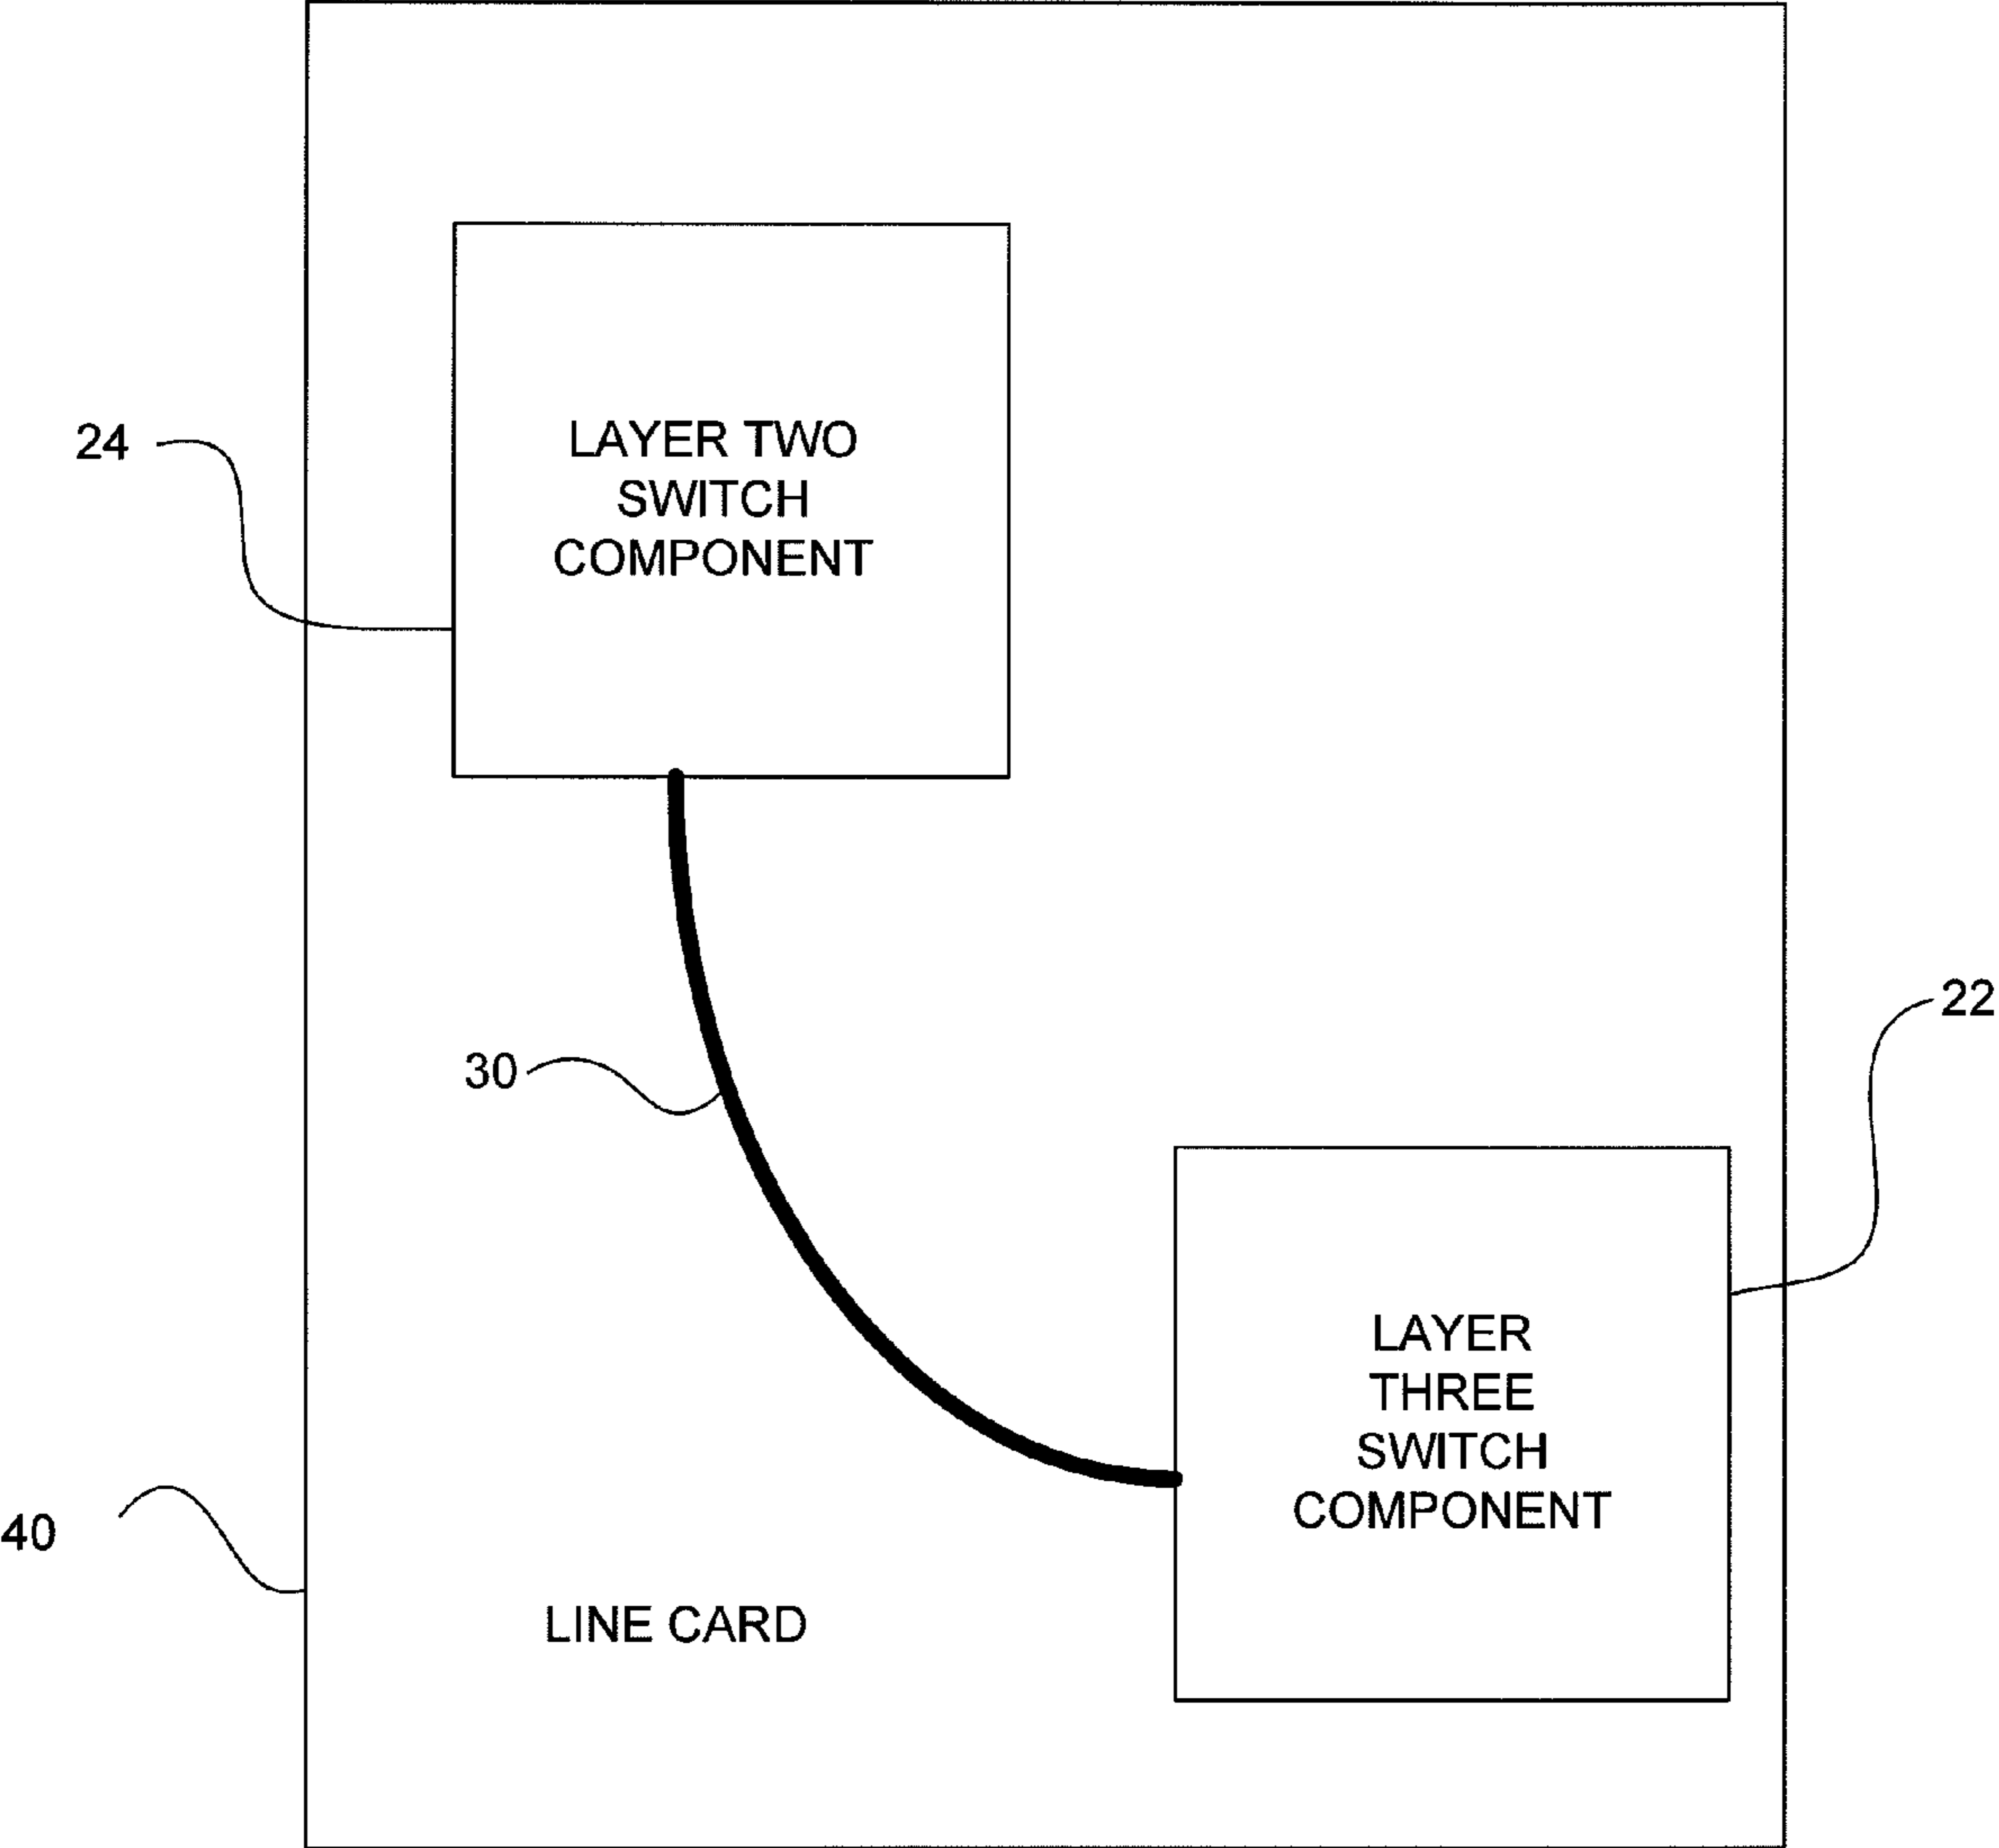 24
LAYER TWO
SWITCH
COMPONENT
22
30
LAYER
THREE
SWITCH
COMPONENT
40
LINE CARD